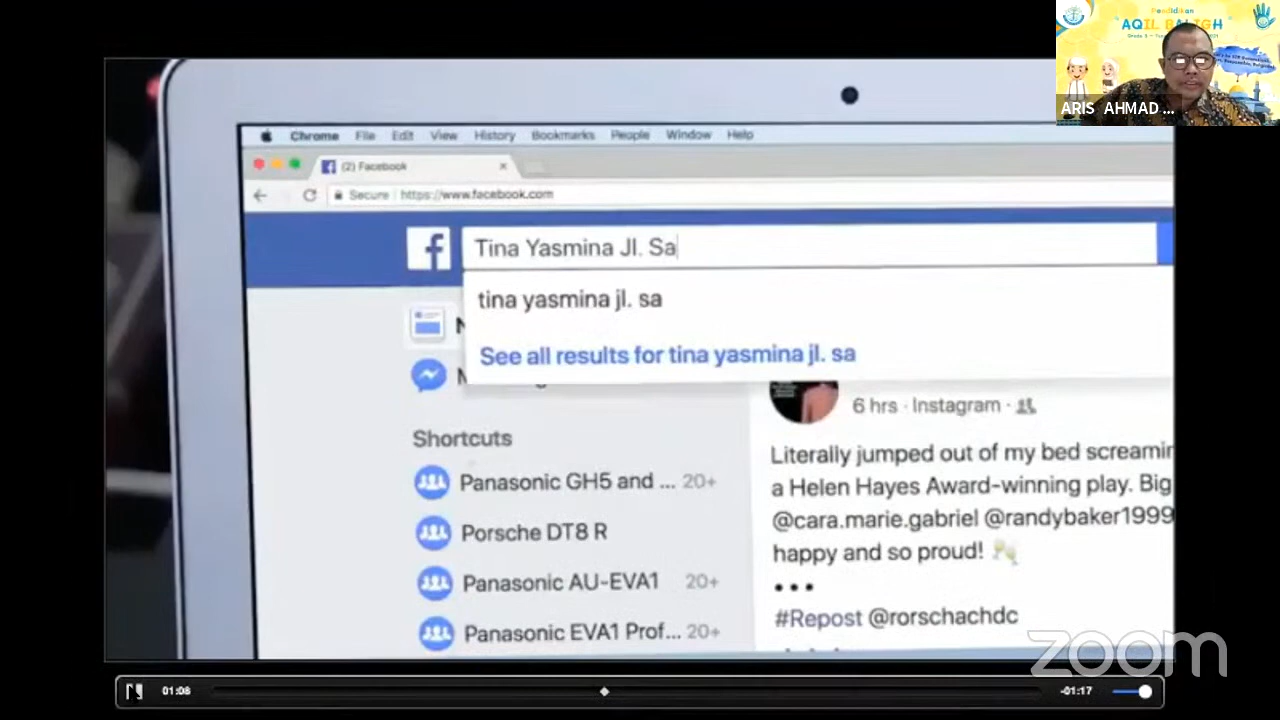 Pendidikan
AQIL BALIGH
ARIS AHMAD ...
Chrome File Edit View History Bookmarks People Window Help
(2) Facebook
Secure https://www.facebook.com
Tina Yasmina Jl. Sa
tina yasmina jl. sa
See all results for tina yasmina jl. sa
6 hrs · Instagram ·
Shortcuts
Panasonic GH5 and ... 20+
Porsche DT8 R
Panasonic AU-EVA1 20+
Panasonic EVA1 Prof... 20+
Literally jumped out of my bed screamin
a Helen Hayes Award-winning play. Big
@cara.marie.gabriel @randybaker1999
happy and so proud!
•••
#Repost @rorschachdc
zoom
01:08
-01:17